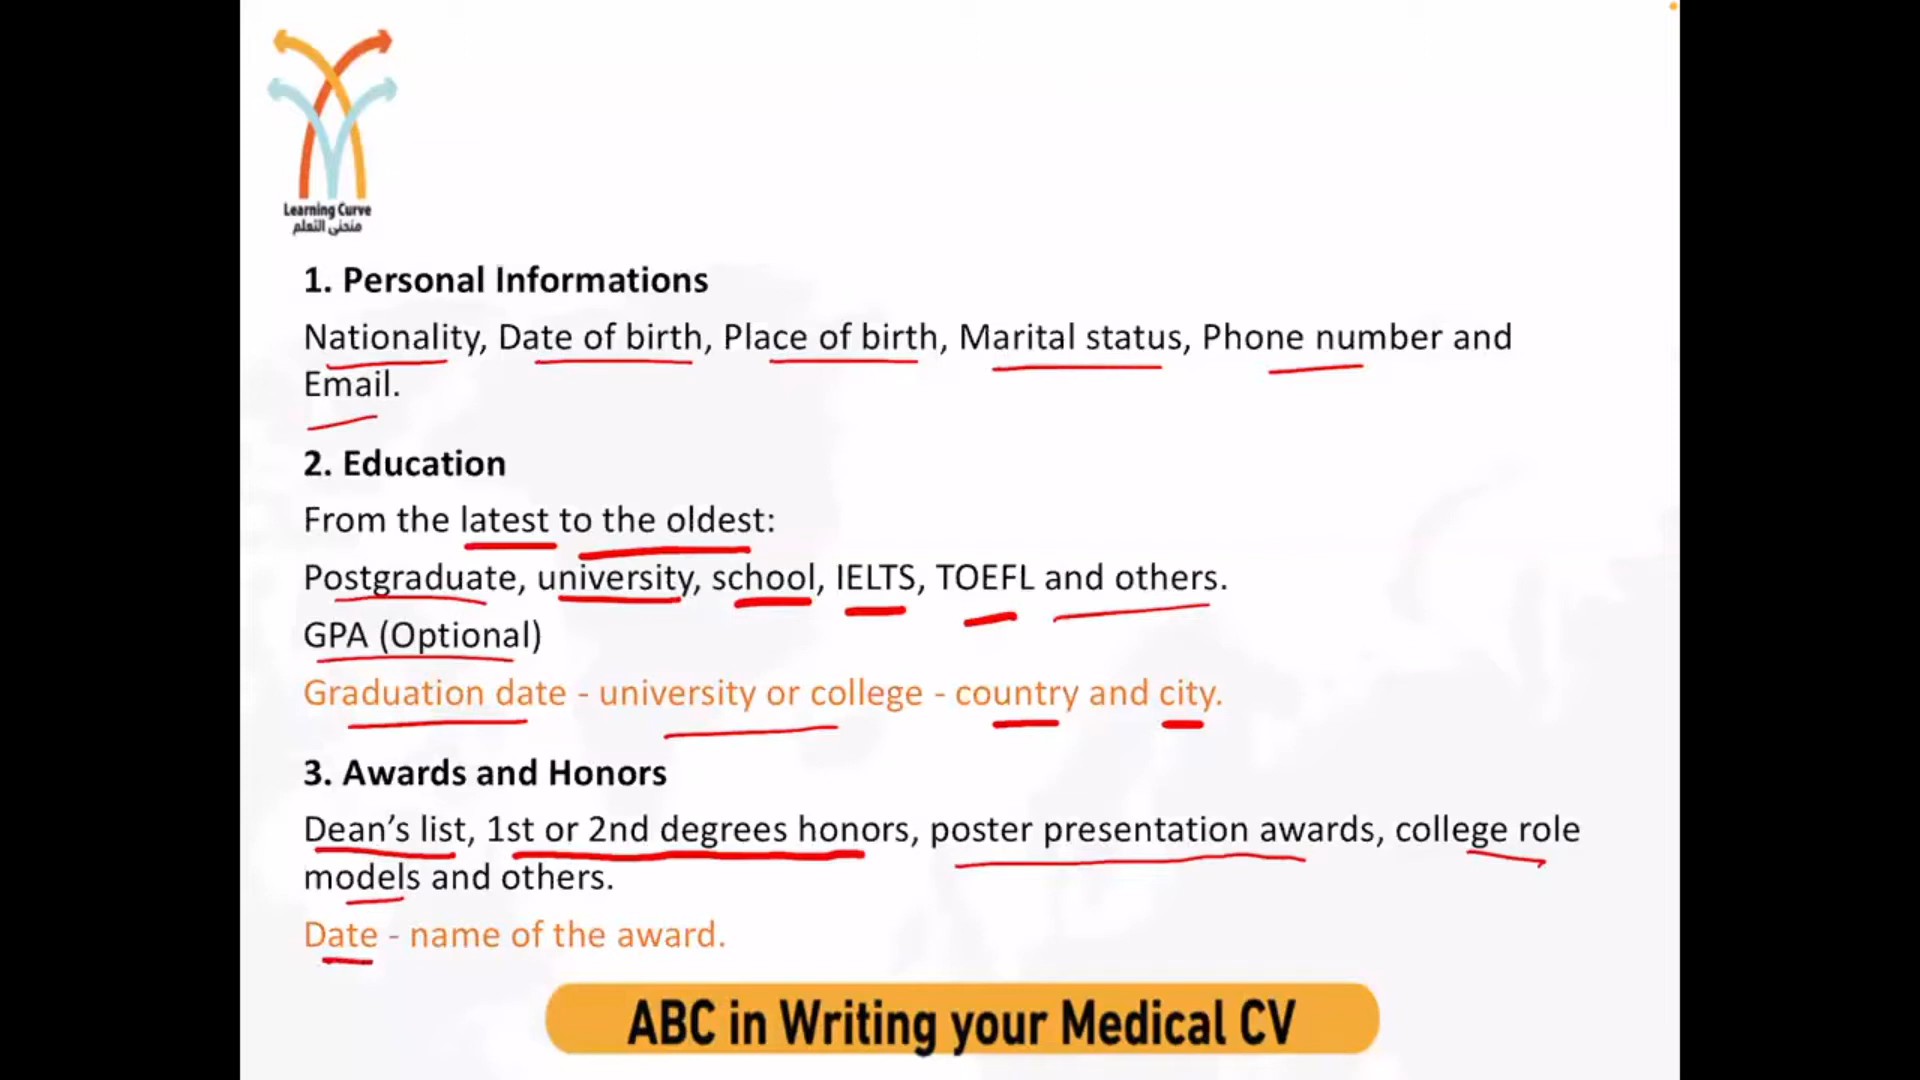 Learning Curve
منحنى التعلم
1. Personal Informations
Nationality, Date of birth, Place of birth, Marital status, Phone number and
Email.
2. Education
From the latest to the oldest:
Postgraduate, university, school, IELTS, TOEFL and others.
GPA (Optional)
Graduation date - university or college - country and city.
3. Awards and Honors
Dean’s list, 1st or 2nd degrees honors, poster presentation awards, college role
models and others.
Date - name of the award.
ABC in Writing your Medical CV